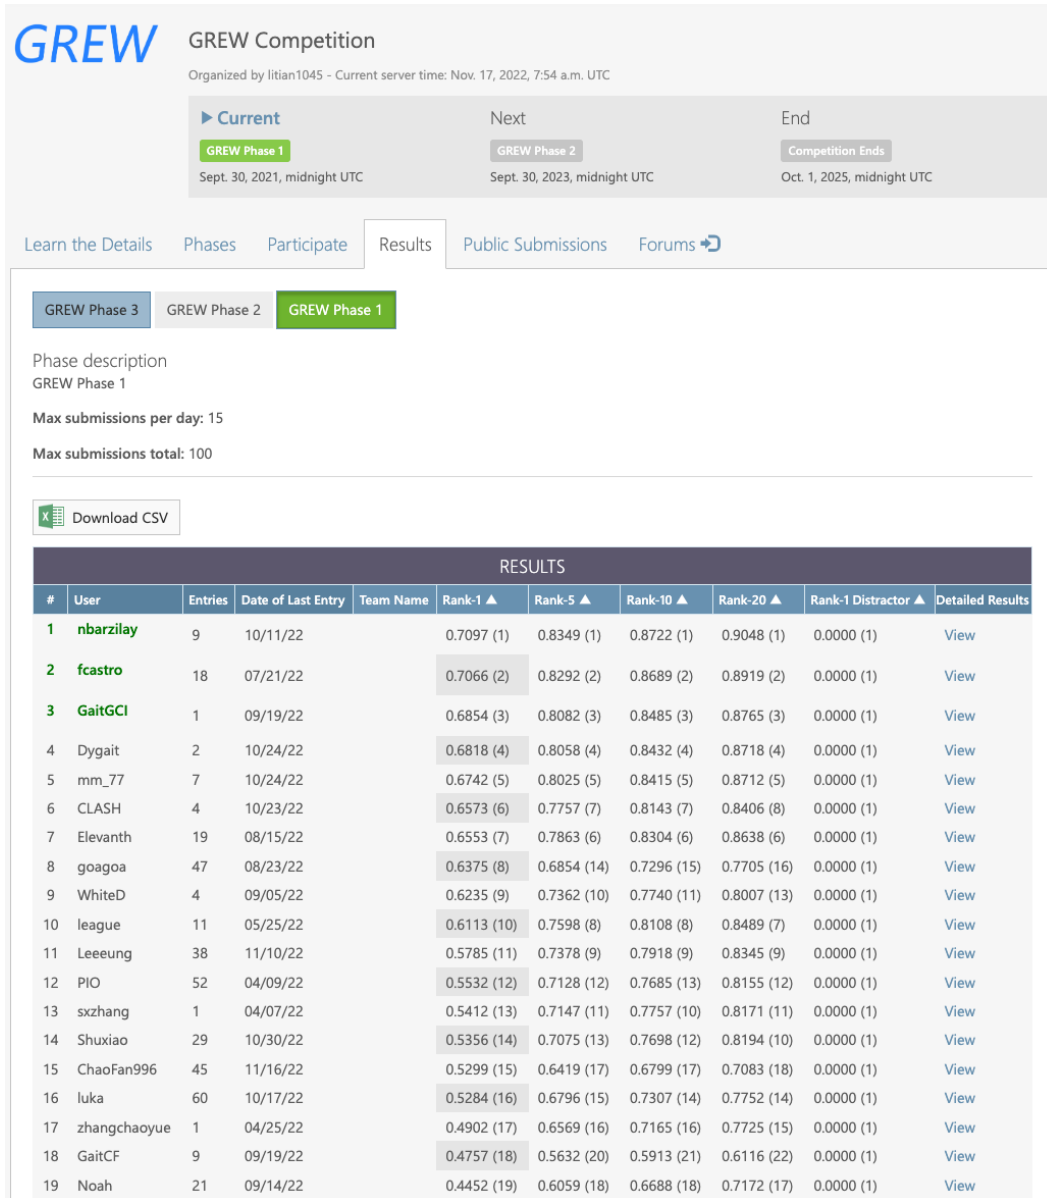 GREW
GREW Competition
Organized by litian1045 - Current server time: Nov. 17, 2022, 7:54 a.m. UTC
Current Next End
GREW Phase 1 GREW Phase 2 Competition Ends
Sept. 30, 2021, midnight UTC Sept. 30, 2023, midnight UTC Oct. 1, 2025, midnight UTC
Learn the Details Phases Participate Results Public Submissions Forums
GREW Phase 3 GREW Phase 2 GREW Phase 1
Phase description
GREW Phase 1
Max submissions per day: 15
Max submissions total: 100
Download CSV
RESULTS
# User Entries Date of Last Entry Team Name Rank-1 ▲ Rank-5 ▲ Rank-10 ▲ Rank-20 ▲ Rank-1 Distractor ▲ Detailed Results
1 nbarzilay 9 10/11/22 0.7097 (1) 0.8349 (1) 0.8722 (1) 0.9048 (1) 0.0000 (1) View
2 fcastro 18 07/21/22 0.7066 (2) 0.8292 (2) 0.8689 (2) 0.8919 (2) 0.0000 (1) View
3 GaitGCI 1 09/19/22 0.6854 (3) 0.8082 (3) 0.8485 (3) 0.8765 (3) 0.0000 (1) View
4 Dygait 2 10/24/22 0.6818 (4) 0.8058 (4) 0.8432 (4) 0.8718 (4) 0.0000 (1) View
5 mm_77 7 10/24/22 0.6742 (5) 0.8025 (5) 0.8415 (5) 0.8712 (5) 0.0000 (1) View
6 CLASH 4 10/23/22 0.6573 (6) 0.7757 (7) 0.8143 (7) 0.8406 (8) 0.0000 (1) View
7 Elevanth 19 08/15/22 0.6553 (7) 0.7863 (6) 0.8304 (6) 0.8638 (6) 0.0000 (1) View
8 goagoa 47 08/23/22 0.6375 (8) 0.6854 (14) 0.7296 (15) 0.7705 (16) 0.0000 (1) View
9 WhiteD 4 09/05/22 0.6235 (9) 0.7362 (10) 0.7740 (11) 0.8007 (13) 0.0000 (1) View
10 league 11 05/25/22 0.6113 (10) 0.7598 (8) 0.8108 (8) 0.8489 (7) 0.0000 (1) View
11 Leeeung 38 11/10/22 0.5785 (11) 0.7378 (9) 0.7918 (9) 0.8345 (9) 0.0000 (1) View
12 PIO 52 04/09/22 0.5532 (12) 0.7128 (12) 0.7685 (13) 0.8155 (12) 0.0000 (1) View
13 sxzhang 1 04/07/22 0.5412 (13) 0.7147 (11) 0.7757 (10) 0.8171 (11) 0.0000 (1) View
14 Shuxiao 29 10/30/22 0.5356 (14) 0.7075 (13) 0.7698 (12) 0.8194 (10) 0.0000 (1) View
15 ChaoFan996 45 11/16/22 0.5299 (15) 0.6419 (17) 0.6799 (17) 0.7083 (18) 0.0000 (1) View
16 luka 60 10/17/22 0.5284 (16) 0.6796 (15) 0.7307 (14) 0.7752 (14) 0.0000 (1) View
17 zhangchaoyue 1 04/25/22 0.4902 (17) 0.6569 (16) 0.7165 (16) 0.7725 (15) 0.0000 (1) View
18 GaitCF 9 09/19/22 0.4757 (18) 0.5632 (20) 0.5913 (21) 0.6116 (22) 0.0000 (1) View
19 Noah 21 09/14/22 0.4452 (19) 0.6059 (18) 0.6688 (18) 0.7172 (17) 0.0000 (1) View